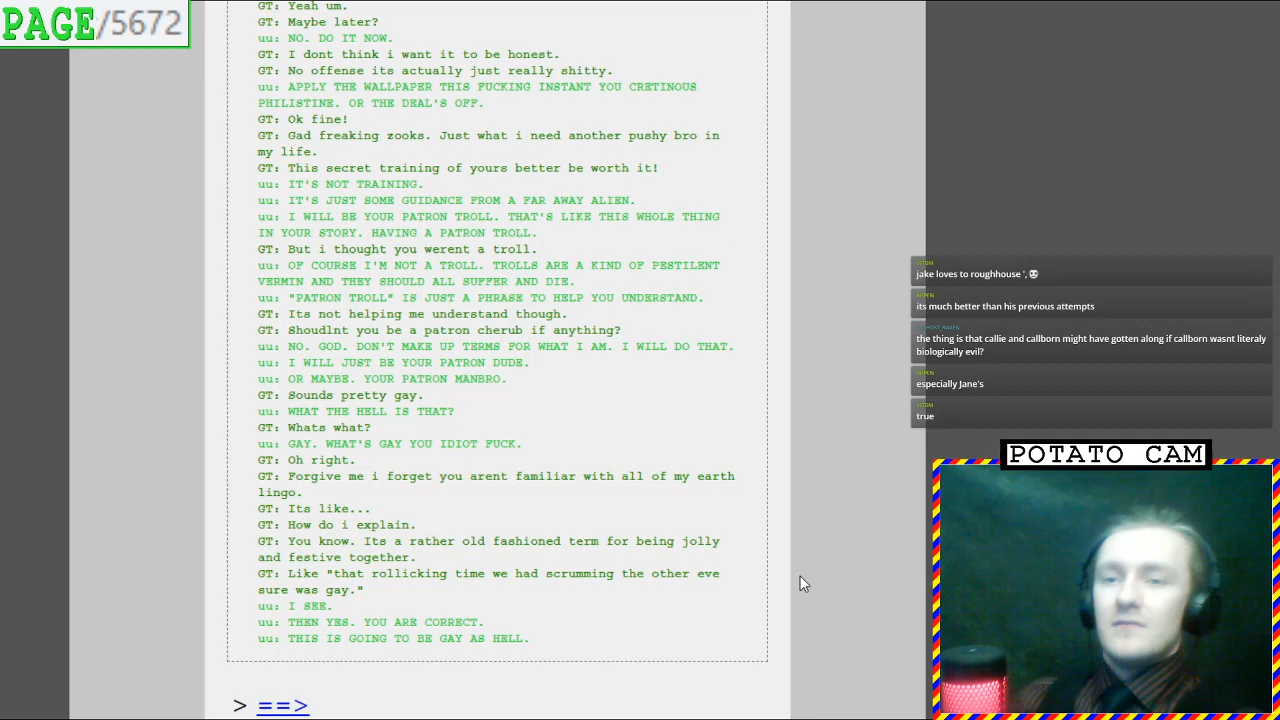 PAGE/5672
GT: Yeah um.
GT: Maybe later?
uu: NO. DO IT NOW.
GT: I dont think i want it to be honest.
GT: No offense its actually just really shitty.
uu: APPLY THE WALLPAPER THIS FUCKING INSTANT YOU CRETINOUS
PHILISTINE. OR THE DEAL'S OFF.
GT: Ok fine!
GT: Gad freaking zooks. Just what i need another pushy bro in
my life.
GT: This secret training of yours better be worth it!
uu: IT'S NOT TRAINING.
uu: IT'S JUST SOME GUIDANCE FROM A FAR AWAY ALIEN.
uu: I WILL BE YOUR PATRON TROLL. THAT'S LIKE THIS WHOLE THING
IN YOUR STORY. HAVING A PATRON TROLL.
GT: But i thought you werent a troll.
uu: OF COURSE I'M NOT A TROLL. TROLLS ARE A KIND OF PESTILENT
VERMIN AND THEY SHOULD ALL SUFFER AND DIE.
uu: "PATRON TROLL" IS JUST A PHRASE TO HELP YOU UNDERSTAND.
GT: Its not helping me understand though.
GT: Shoudlnt you be a patron cherub if anything?
uu: NO. GOD. DON'T MAKE UP TERMS FOR WHAT I AM. I WILL DO THAT.
uu: I WILL JUST BE YOUR PATRON DUDE.
uu: OR MAYBE. YOUR PATRON MANBRO.
GT: Sounds pretty gay.
uu: WHAT THE HELL IS THAT?
GT: Whats what?
uu: GAY. WHAT'S GAY YOU IDIOT FUCK.
GT: Oh right.
GT: Forgive me i forget you arent familiar with all of my earth
lingo.
GT: Its like...
GT: How do i explain.
GT: You know. Its a rather old fashioned term for being jolly
and festive together.
GT: Like "that rollicking time we had scrumming the other eve
sure was gay."
uu: I SEE.
uu: THEN YES. YOU ARE CORRECT.
uu: THIS IS GOING TO BE GAY AS HELL.
> ==>
jake loves to roughhouse ',
its much better than his previous attempts
the thing is that callie and callborn might have gotten along if callborn wasnt literaly
biologically evil?
especially Jane's
true
POTATO CAM